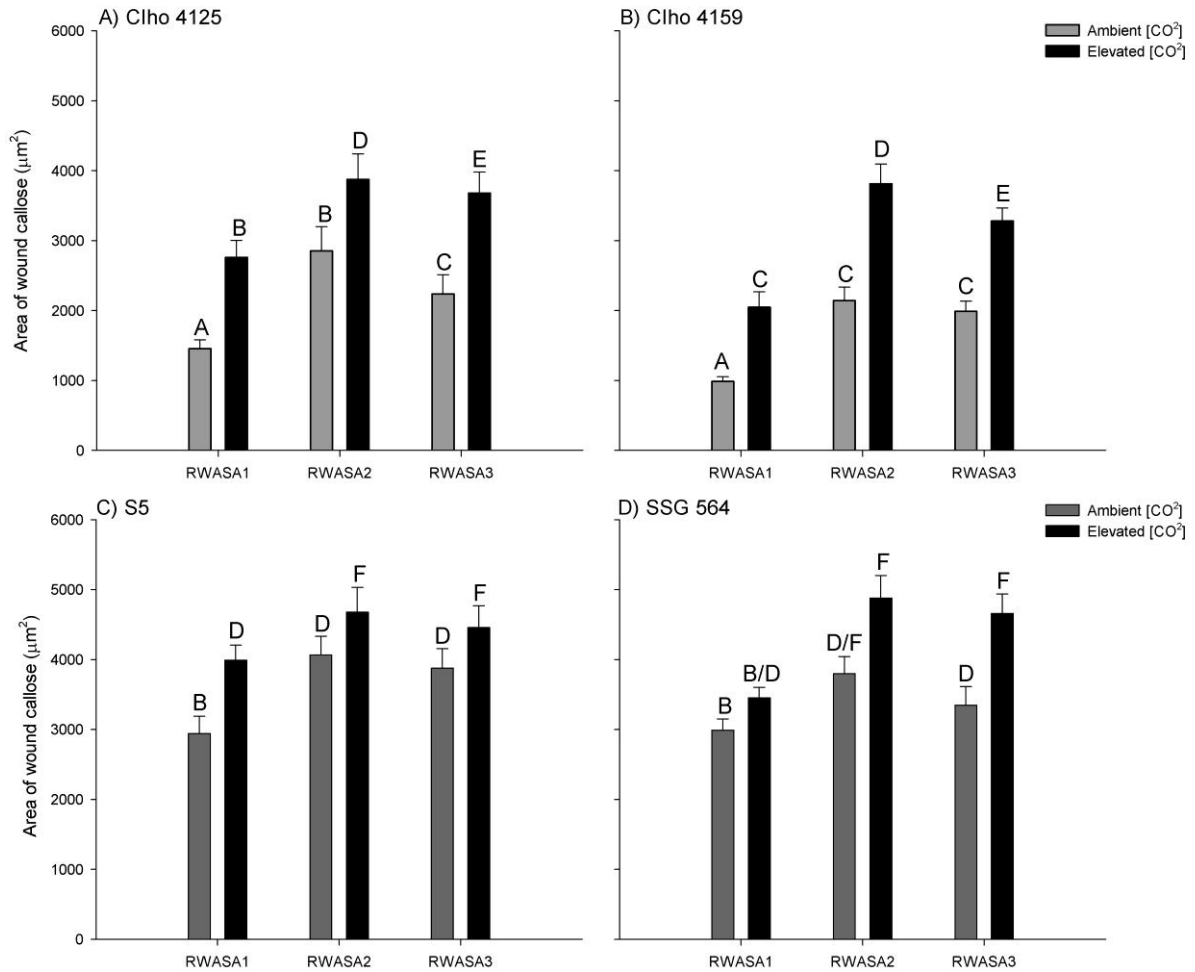 A) CIho 4125
Area of wound callose (μm²)
6000
5000
4000
3000
2000
1000
0
A
B
B
D
C
E
RWASA1
RWASA2
RWASA3
B) CIho 4159
Ambient [CO²]
Elevated [CO²]
A
C
C
D
C
E
RWASA1
RWASA2
RWASA3
C) S5
Area of wound callose (μm²)
6000
5000
4000
3000
2000
1000
0
B
D
D
F
D
F
RWASA1
RWASA2
RWASA3
D) SSG 564
Ambient [CO²]
Elevated [CO²]
B
B/D
D/F
F
D
F
RWASA1
RWASA2
RWASA3